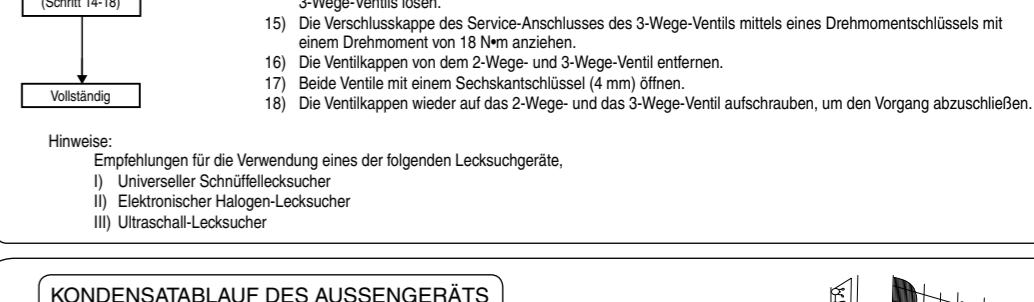 (Schritt 14-18)
3-Wege-Ventils lösen.
15) Die Verschlusskappe des Service-Anschlusses des 3-Wege-Ventils mittels eines Drehmomentschlüssels mit
einem Drehmoment von 18 N•m anziehen.
16) Die Ventilkappen von dem 2-Wege- und 3-Wege-Ventil entfernen.
17) Beide Ventile mit einem Sechskantschlüssel (4 mm) öffnen.
Vollständig
18) Die Ventilkappen wieder auf das 2-Wege- und das 3-Wege-Ventil aufschrauben, um den Vorgang abzuschließen.
Hinweise:
Empfehlungen für die Verwendung eines der folgenden Lecksuchgeräte,
I) Universeller Schnüffellecksucher
II) Elektronischer Halogen-Lecksucher
III) Ultraschall-Lecksucher
KONDENSATABLAUF DES AUSSENGERÄTS